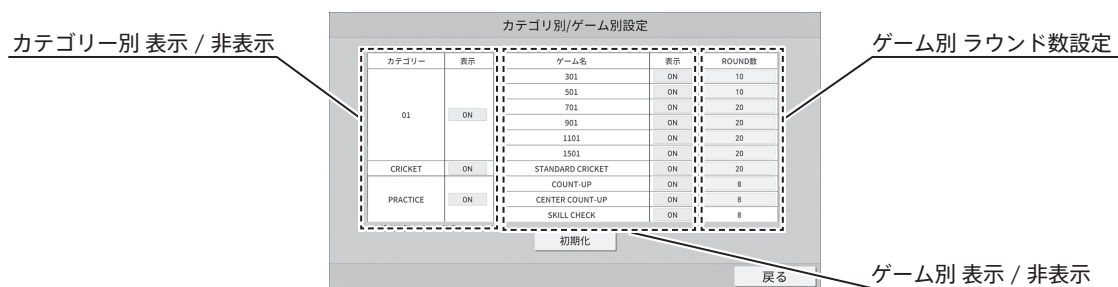 カテゴリ別/ゲーム別設定
カテゴリー別 表示 / 非表示
ゲーム別 ラウンド数設定
カテゴリー 表示 ゲーム名 表示 ROUND数
301 ON 10
501 ON 10
701 ON 20
01 ON
901 ON 20
1101 ON 20
1501 ON 20
CRICKET ON STANDARD CRICKET ON 20
COUNT-UP ON 8
PRACTICE ON CENTER COUNT-UP ON 8
SKILL CHECK ON 8
初期化
戻る
ゲーム別 表示 / 非表示